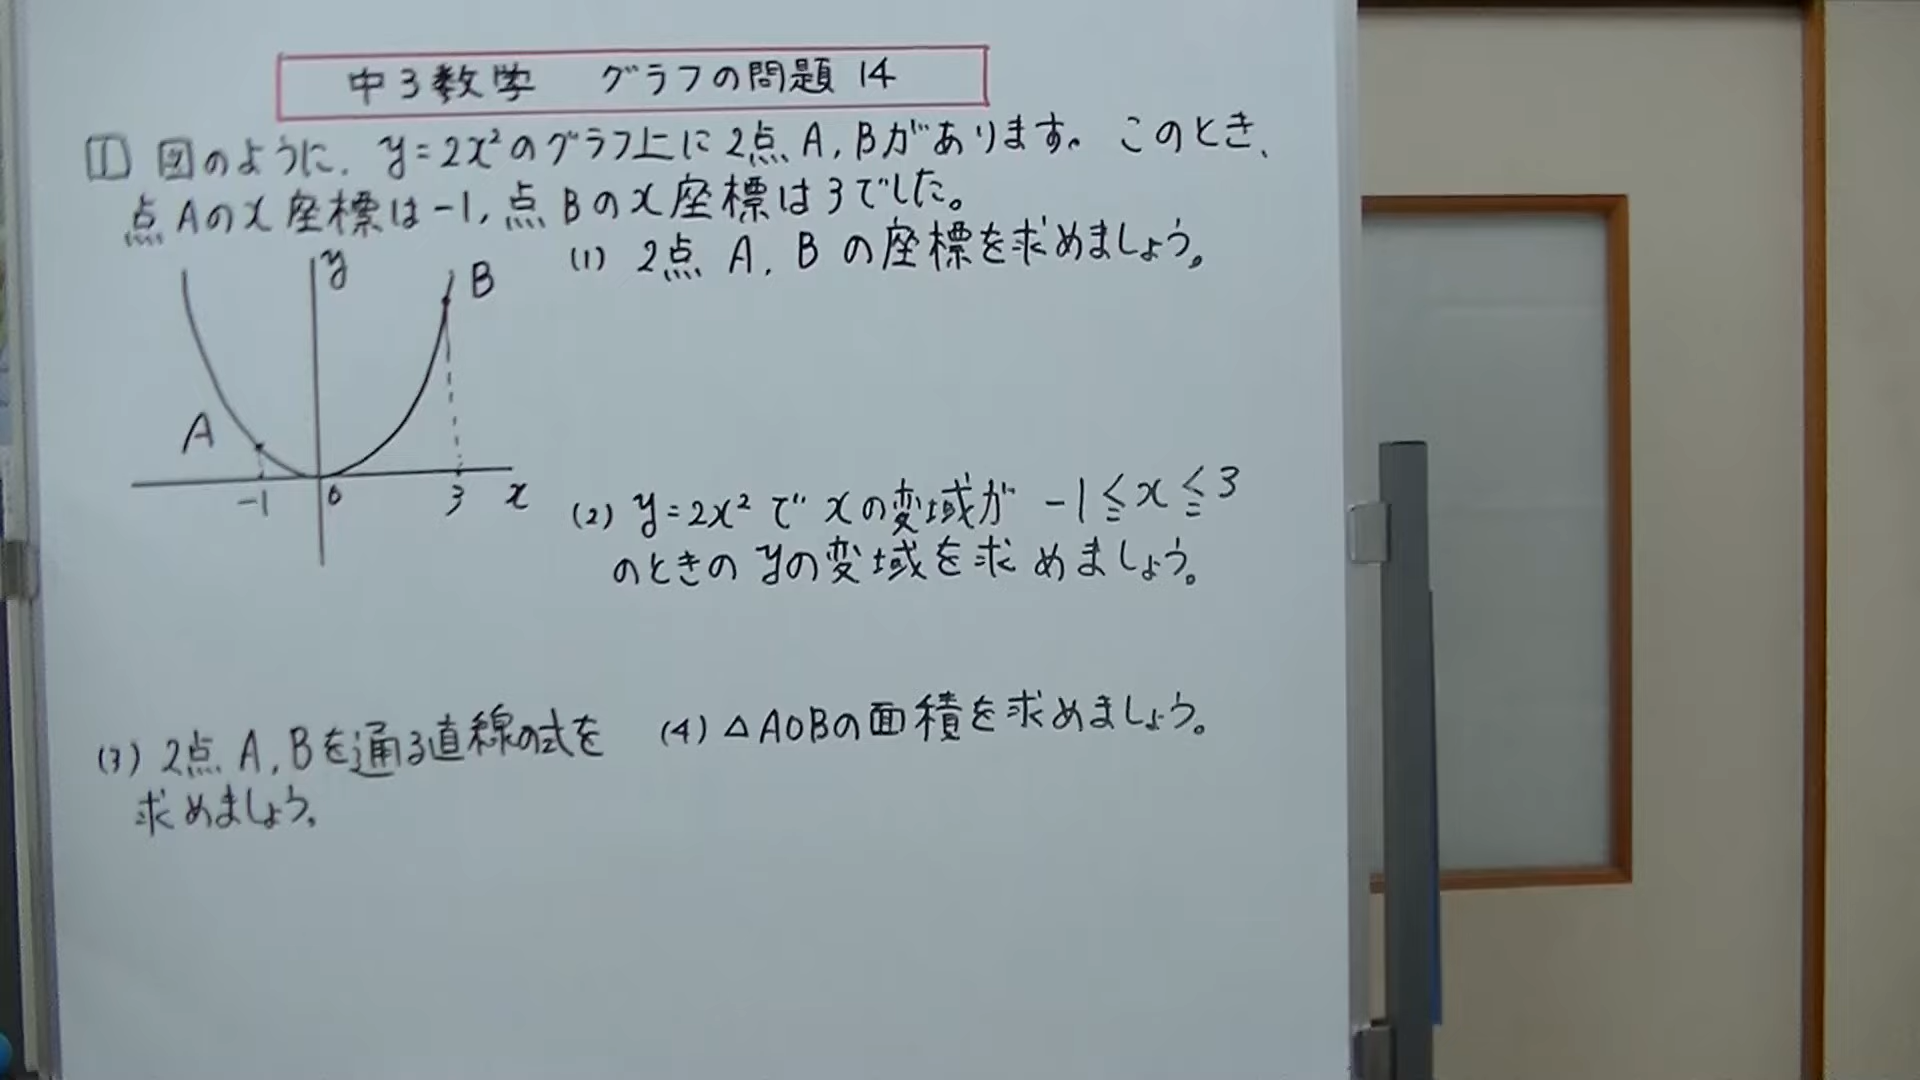 中3数学 グラフの問題 14
1 図のように、y=2x²のグラフ上に2点A,Bがあります。このとき、
点Aのx座標は-1,点Bのx座標は3でした。
(1) 2点A,Bの座標を求めましょう。
y
B
A
-1 0 3 x
(2) y=2x²でxの変域が -1≦x≦3
のときのyの変域を求めましょう。
(3) 2点A,Bを通る直線の式を
求めましょう。
(4) △AOBの面積を求めましょう。